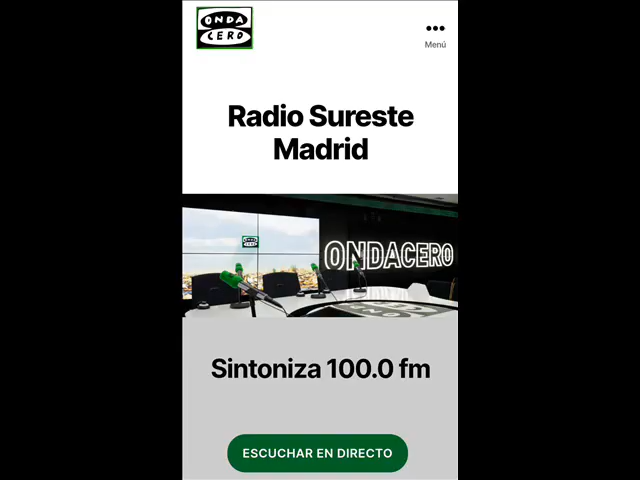 ONDA
CERO
Menú
Radio Sureste
Madrid
ONDACERO
Sintoniza 100.0 fm
ESCUCHAR EN DIRECTO